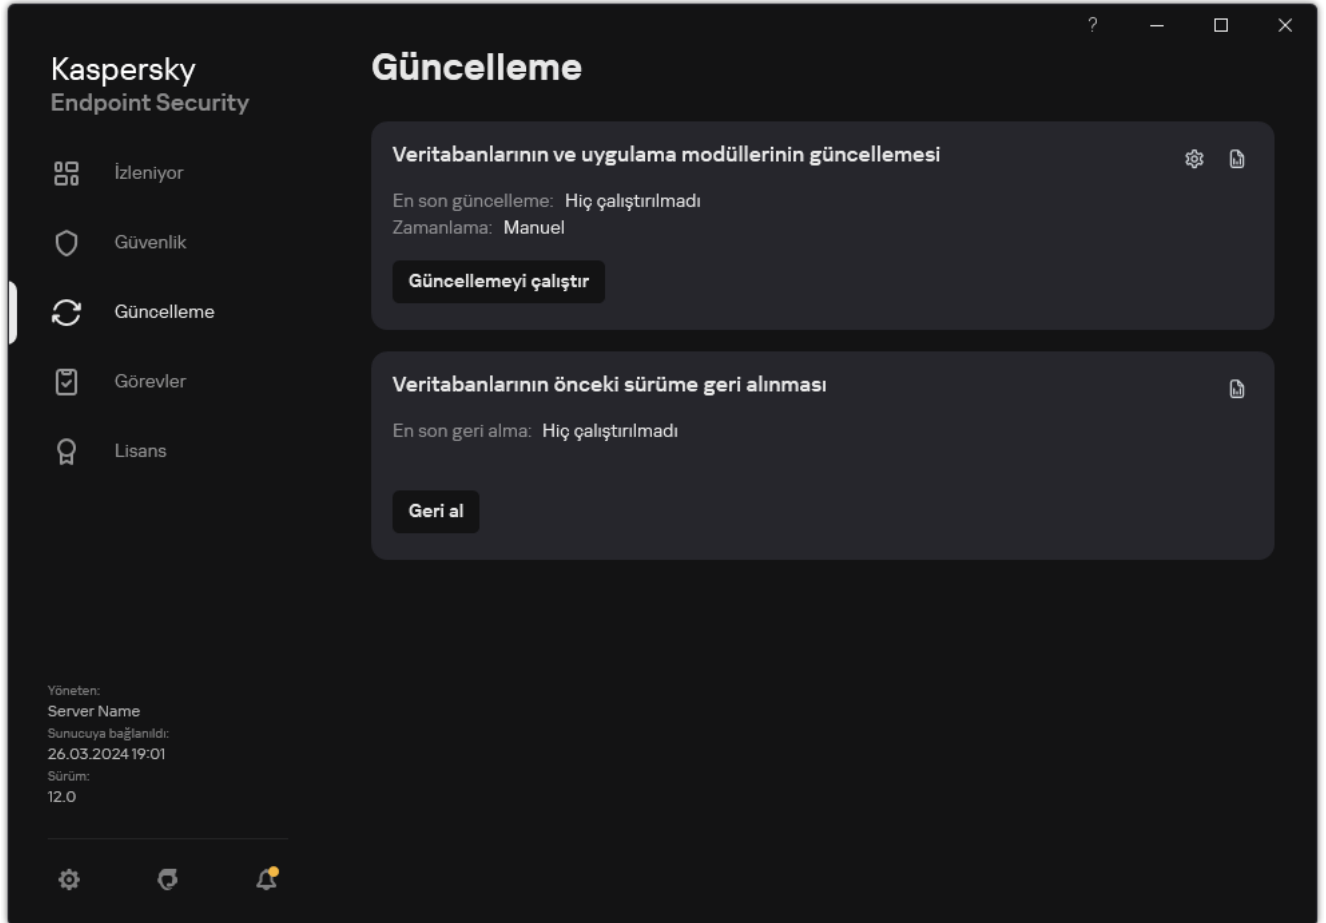 ?
Kaspersky
Endpoint Security
İzleniyor
Güvenlik
Güncelleme
Görevler
Lisans
Yöneten:
Server Name
Sunucuya bağlanıldı:
26.03.2024 19:01
Sürüm:
12.0
Güncelleme
Veritabanlarının ve uygulama modüllerinin güncellemesi
En son güncelleme: Hiç çalıştırılmadı
Zamanlama: Manuel
Güncellemeyi çalıştır
Veritabanlarının önceki sürüme geri alınması
En son geri alma: Hiç çalıştırılmadı
Geri al